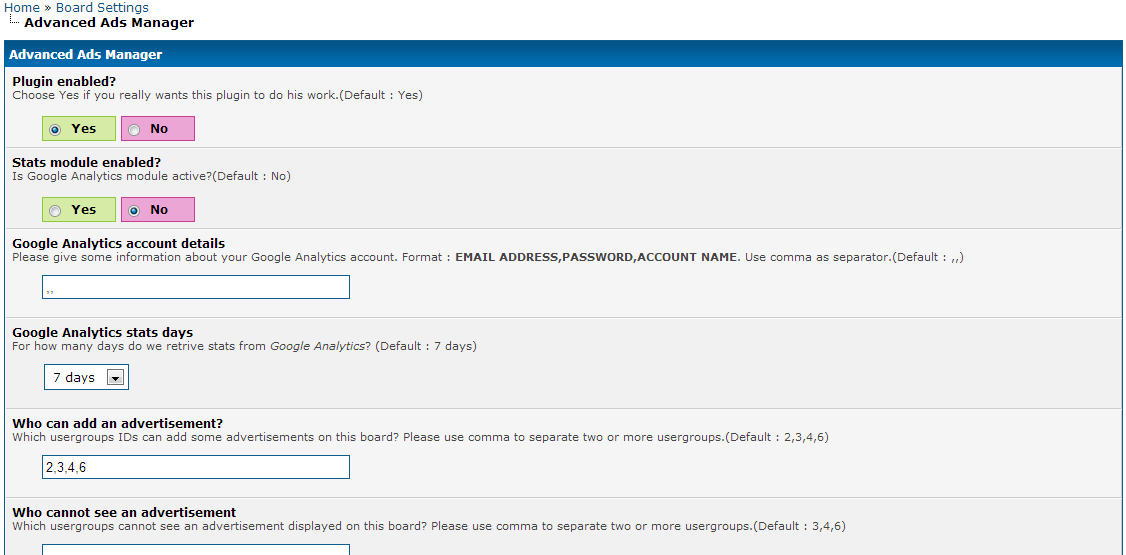 Home » Board Settings
Advanced Ads Manager
Advanced Ads Manager
Plugin enabled?
Choose Yes if you really wants this plugin to do his work.(Default : Yes)
Yes No
Stats module enabled?
Is Google Analytics module active?(Default : No)
Yes No
Google Analytics account details
Please give some information about your Google Analytics account. Format : EMAIL ADDRESS,PASSWORD,ACCOUNT NAME. Use comma as separator.(Default : ,,)
,,
Google Analytics stats days
For how many days do we retrive stats from Google Analytics? (Default : 7 days)
7 days
Who can add an advertisement?
Which usergroups IDs can add some advertisements on this board? Please use comma to separate two or more usergroups.(Default : 2,3,4,6)
2,3,4,6
Who cannot see an advertisement
Which usergroups cannot see an advertisement displayed on this board? Please use comma to separate two or more usergroups.(Default : 3,4,6)